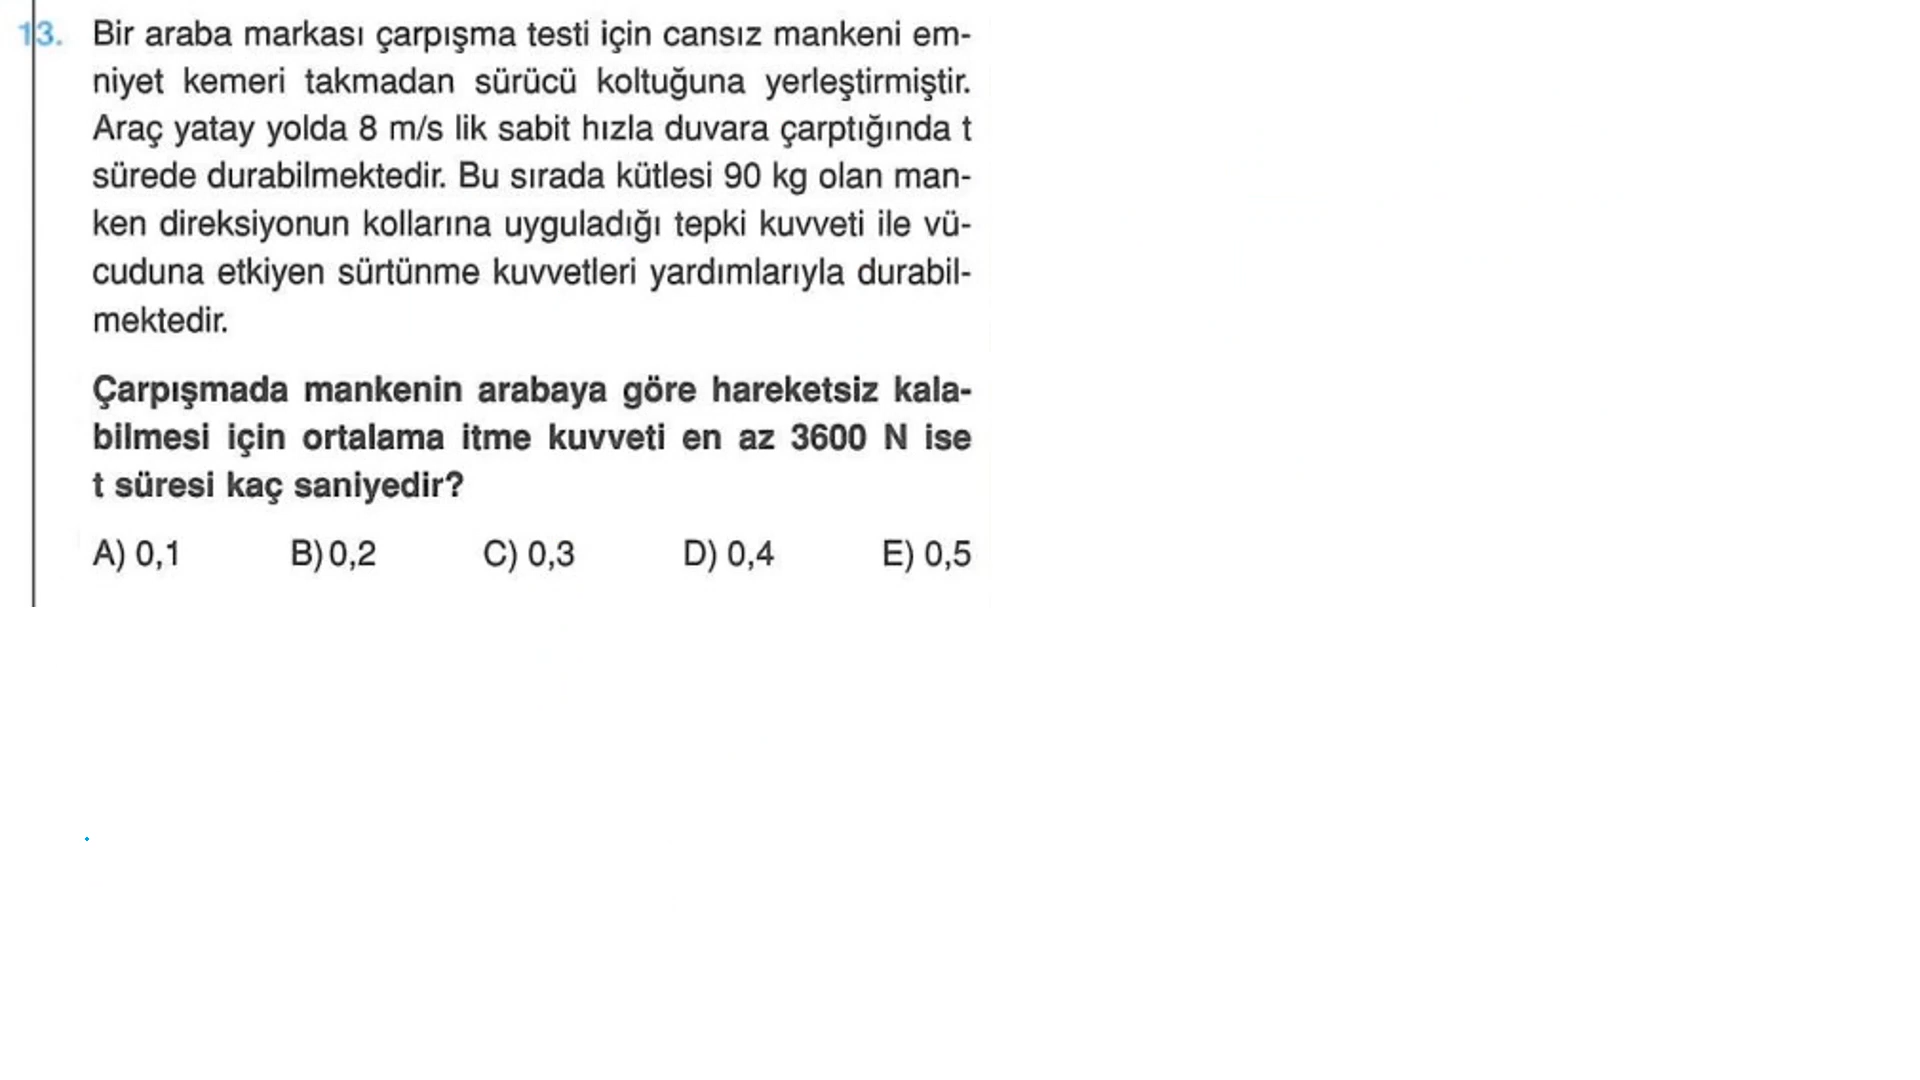 13. Bir araba markası çarpışma testi için cansız mankeni em-
niyet kemeri takmadan sürücü koltuğuna yerleştirmiştir.
Araç yatay yolda 8 m/s lik sabit hızla duvara çarptığında t
sürede durabilmektedir. Bu sırada kütlesi 90 kg olan man-
ken direksiyonun kollarına uyguladığı tepki kuvveti ile vü-
cuduna etkiyen sürtünme kuvvetleri yardımlarıyla durabil-
mektedir.
Çarpışmada mankenin arabaya göre hareketsiz kala-
bilmesi için ortalama itme kuvveti en az 3600 N ise
t süresi kaç saniyedir?
A) 0,1 B) 0,2 C) 0,3 D) 0,4 E) 0,5